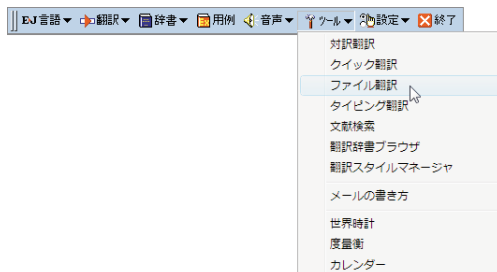 EJ 言語▼ 翻訳▼ 辞書▼ 用例 音声▼ ツール▼ 設定▼ 終了
対訳翻訳
クイック翻訳
ファイル翻訳
タイピング翻訳
文献検索
翻訳辞書ブラウザ
翻訳スタイルマネージャ
メールの書き方
世界時計
度量衡
カレンダー